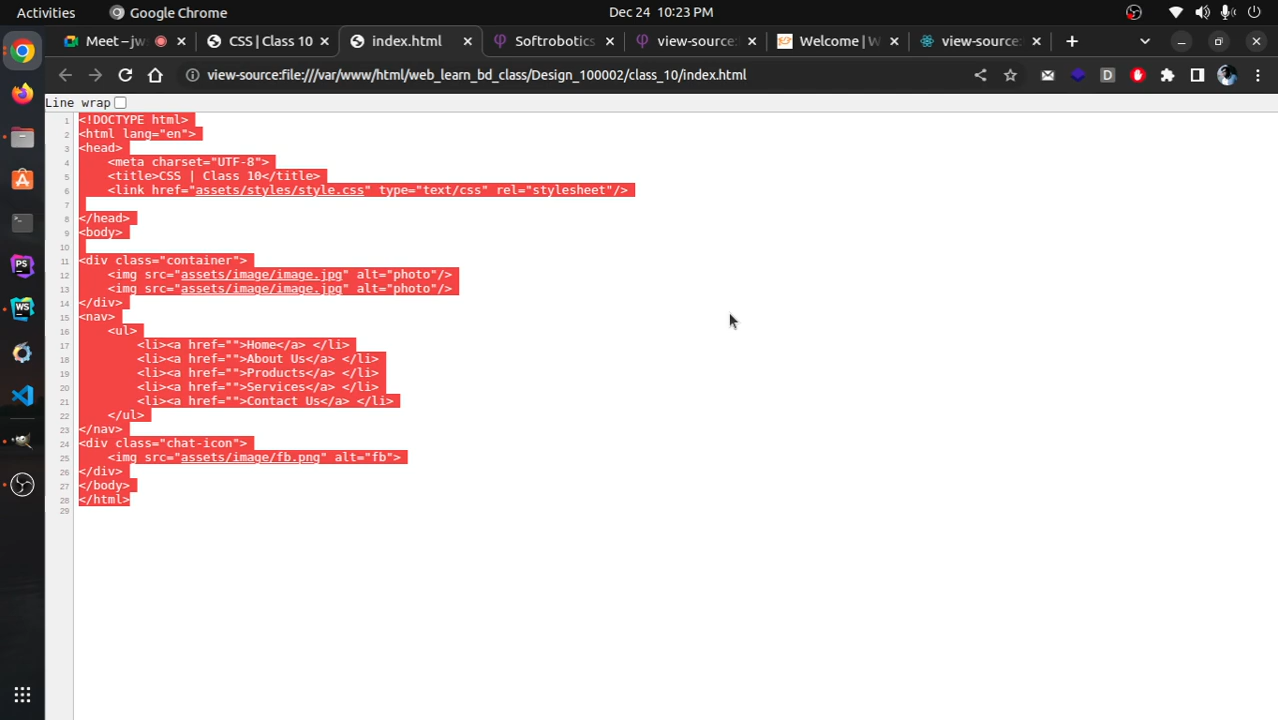 Activities
Google Chrome
Dec 24 10:23 PM
Meet – jw
CSS | Class 10
index.html
Softrobotics
view-source:
Welcome | W
view-source:
view-source:file:///var/www/html/web_learn_bd_class/Design_100002/class_10/index.html
Line wrap
1 <!DOCTYPE html>
2 <html lang="en">
3 <head>
4 <meta charset="UTF-8">
5 <title>CSS | Class 10</title>
6 <link href="assets/styles/style.css" type="text/css" rel="stylesheet"/>
7
8 </head>
9 <body>
10
11 <div class="container">
12 <img src="assets/image/image.jpg" alt="photo"/>
13 <img src="assets/image/image.jpg" alt="photo"/>
14 </div>
15 <nav>
16 <ul>
17 <li><a href="">Home</a> </li>
18 <li><a href="">About Us</a> </li>
19 <li><a href="">Products</a> </li>
20 <li><a href="">Services</a> </li>
21 <li><a href="">Contact Us</a> </li>
22 </ul>
23 </nav>
24 <div class="chat-icon">
25 <img src="assets/image/fb.png" alt="fb">
26 </div>
27 </body>
28 </html>
29
PS
WS
D